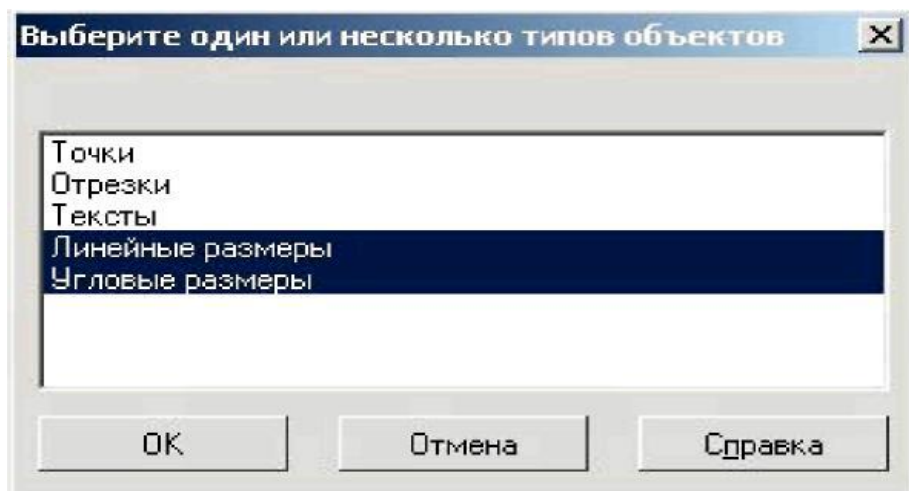 Выберите один или несколько типов объектов
Точки
Отрезки
Тексты
Линейные размеры
Угловые размеры
OK
Отмена
Справка